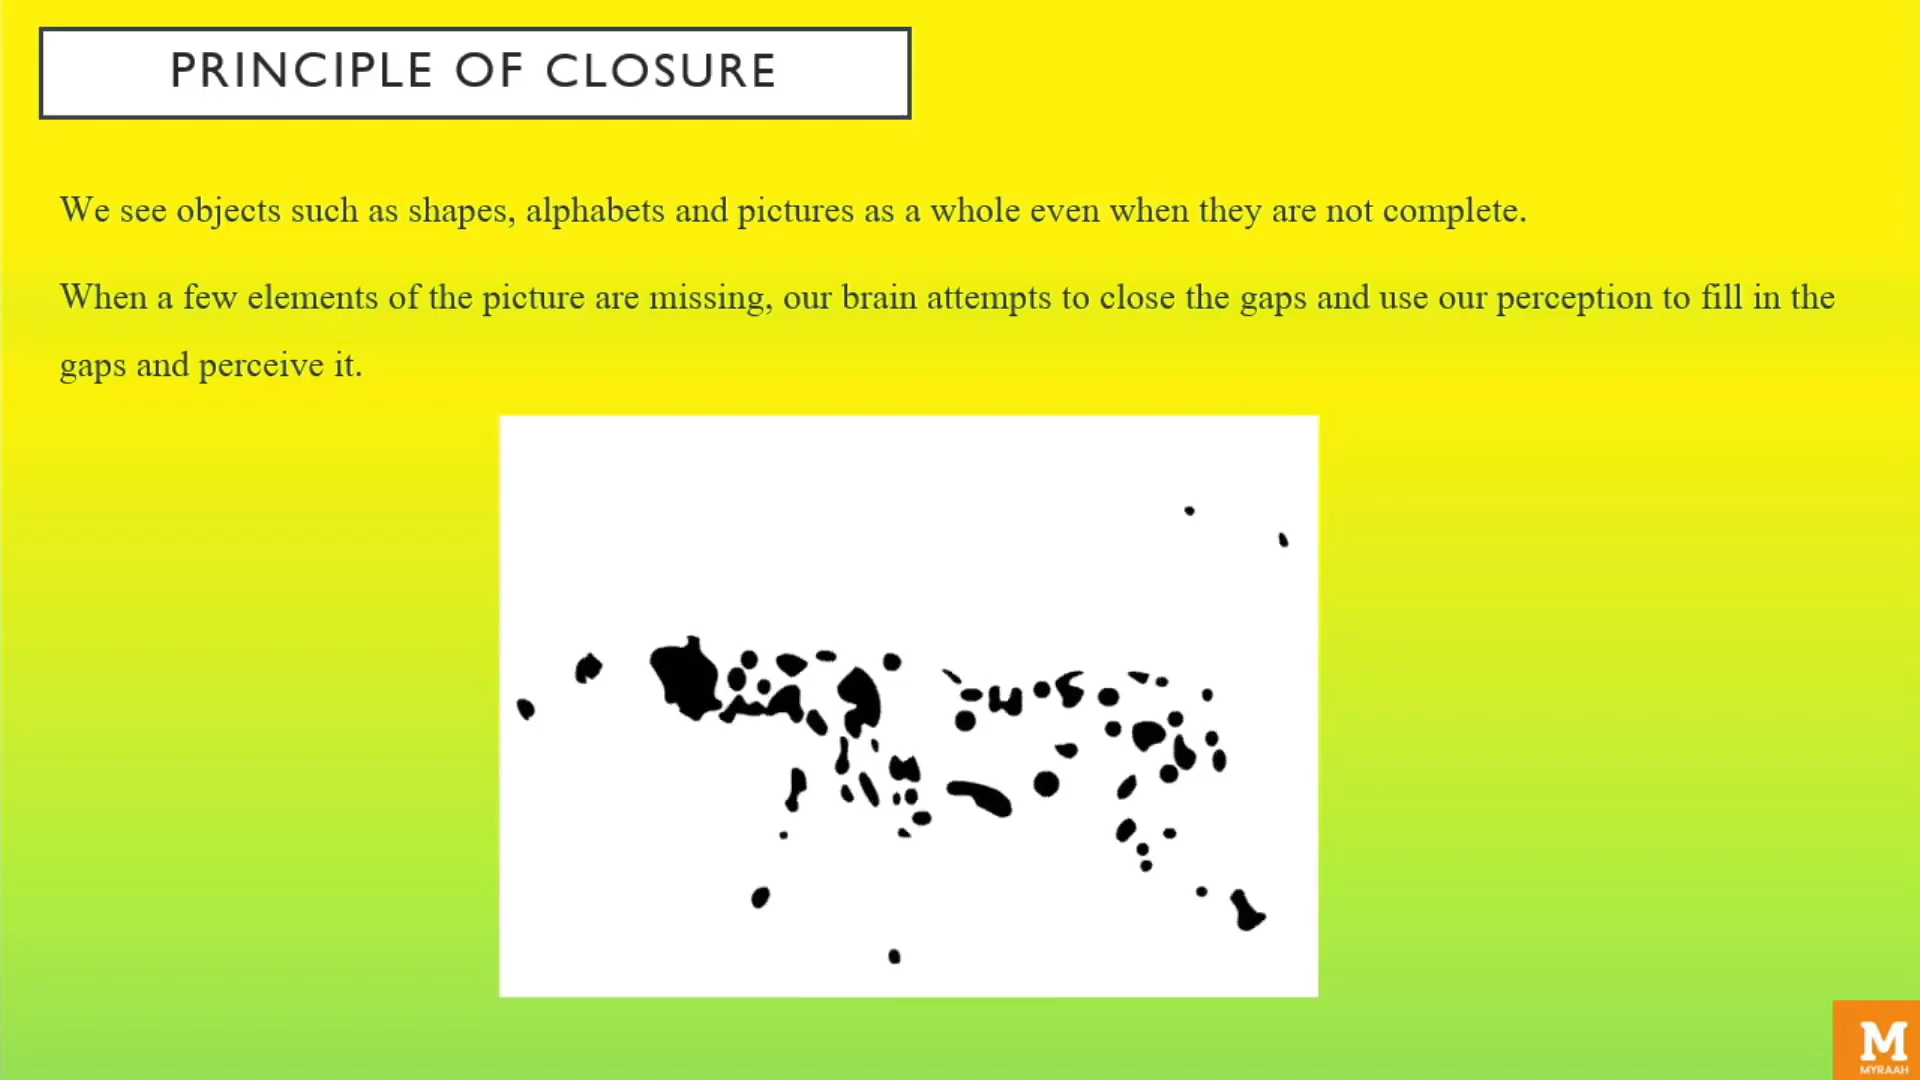 PRINCIPLE OF CLOSURE
We see objects such as shapes, alphabets and pictures as a whole even when they are not complete.
When a few elements of the picture are missing, our brain attempts to close the gaps and use our perception to fill in the
gaps and perceive it.
M
MYRAAH